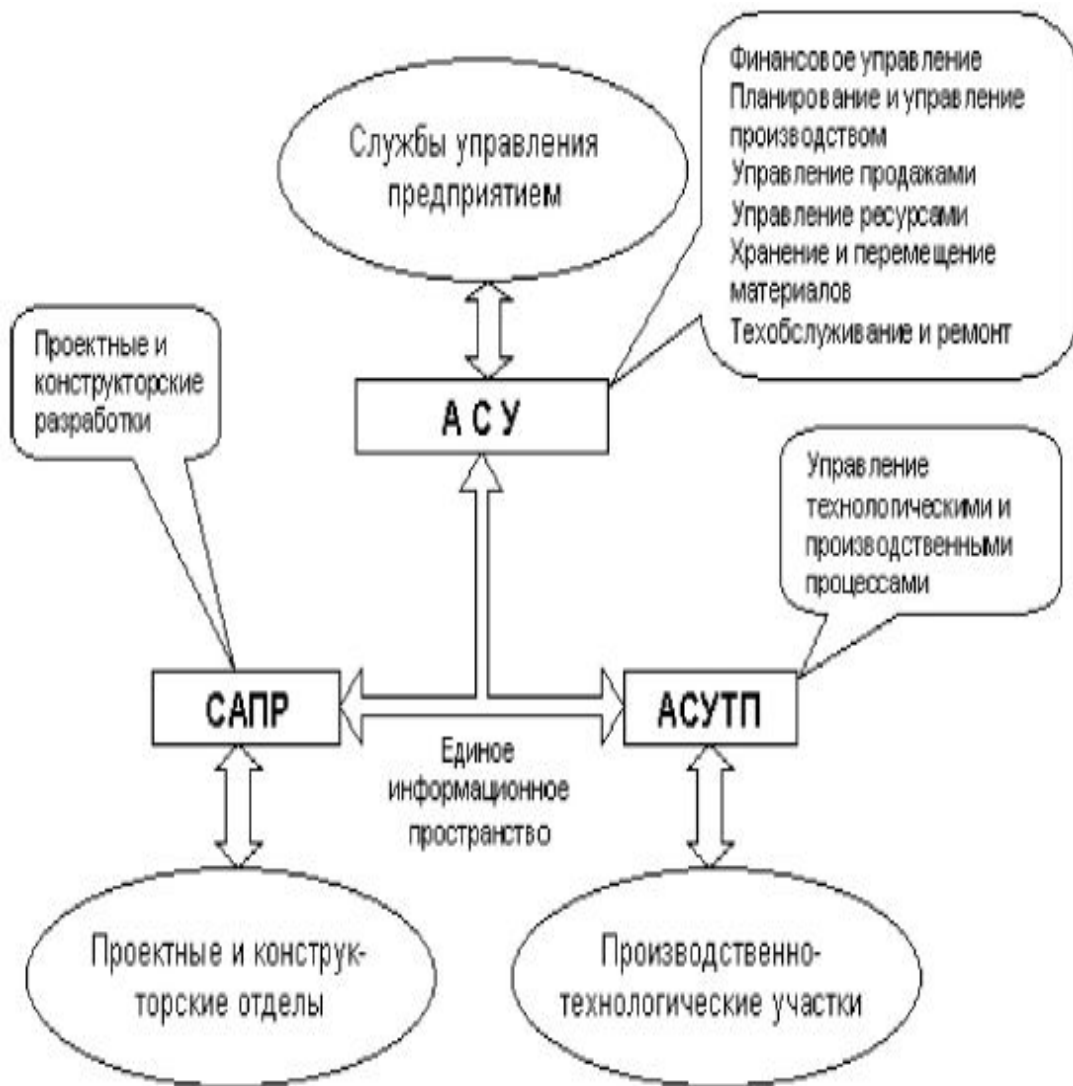 Финансовое управление
Планирование и управление
производством
Управление продажами
Управление ресурсами
Хранение и перемещение
материалов
Техобслуживание и ремонт
Службы управления
предприятием
Проектные и
конструкторские
разработки
А С У
Управление
технологическими и
производственными
процессами
САПР
АСУТП
Единое
информационное
пространство
Проектные и конструк-
торские отделы
Производственно-
технологические участки